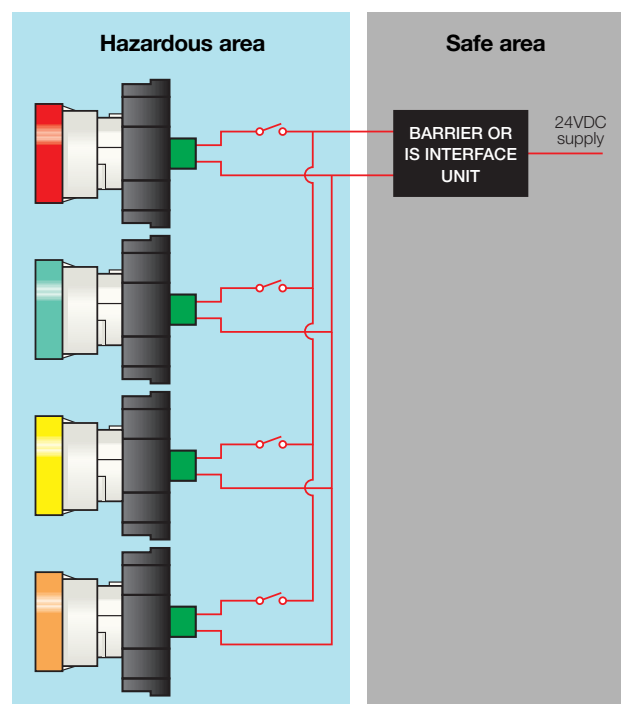 Hazardous area
Safe area
BARRIER OR
IS INTERFACE
UNIT
24VDC
supply